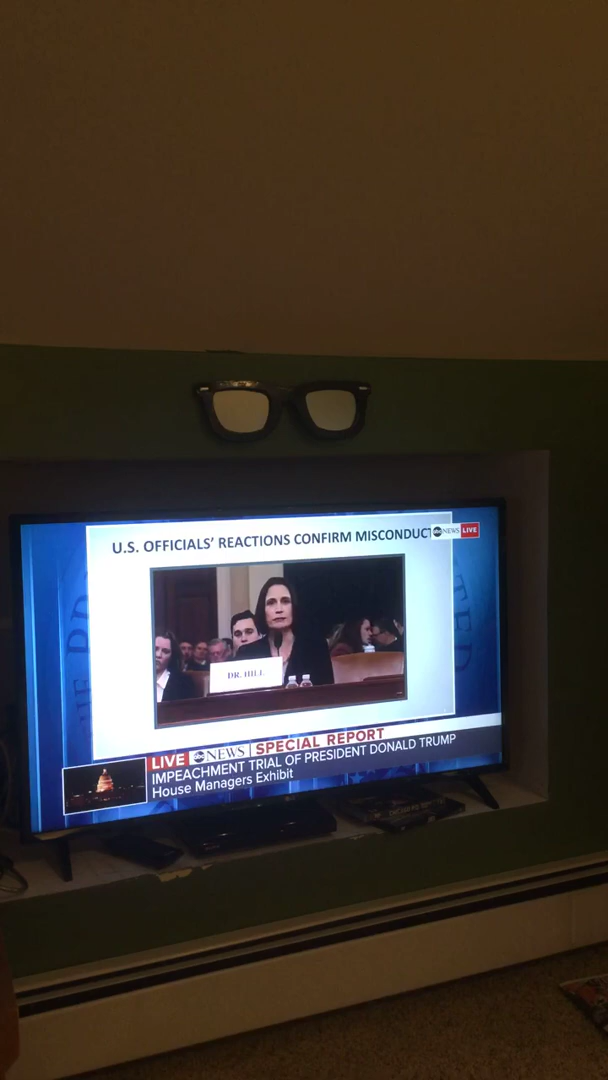 U.S. OFFICIALS' REACTIONS CONFIRM MISCONDUCT
abc NEWS LIVE
DR. HILL
LIVE abc NEWS SPECIAL REPORT
IMPEACHMENT TRIAL OF PRESIDENT DONALD TRUMP
House Managers Exhibit
LG